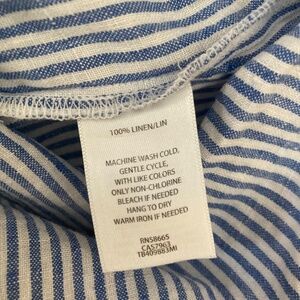 100% LINEN/LIN
MACHINE WASH COLD,
GENTLE CYCLE,
WITH LIKE COLORS
ONLY NON-CHLORINE
BLEACH IF NEEDED
HANG TO DRY
WARM IRON IF NEEDED
RN58665
CA57963
TB409883MI